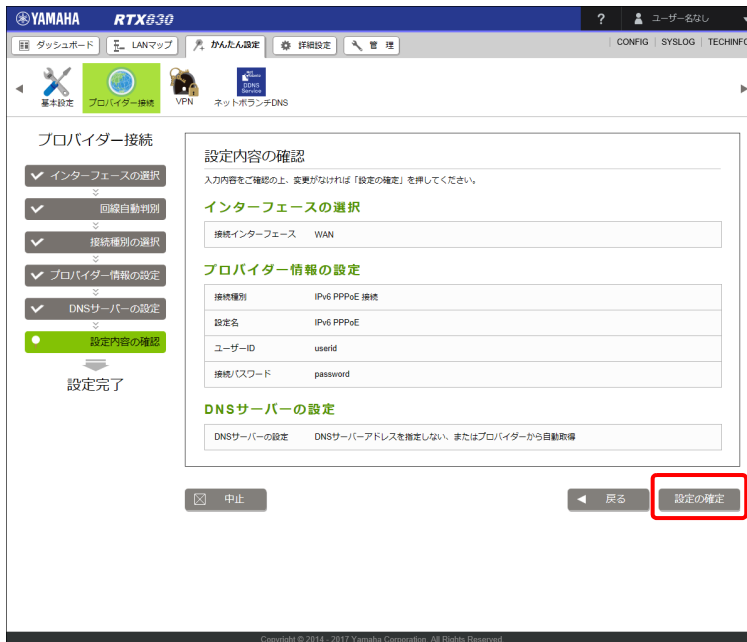 YAMAHA RTX830 ? ユーザー名なし
ダッシュボード LANマップ かんたん設定 詳細設定 管 理 CONFIG SYSLOG TECHINFO
基本設定 プロバイダー接続 VPN ネットボランチDNS
DDNS
Service
プロバイダー接続
インターフェースの選択
回線自動判別
接続種別の選択
プロバイダー情報の設定
DNSサーバーの設定
設定内容の確認
設定完了
設定内容の確認
入力内容をご確認の上、変更がなければ「設定の確定」を押してください。
インターフェースの選択
接続インターフェース WAN
プロバイダー情報の設定
接続種別 IPv6 PPPoE 接続
設定名 IPv6 PPPoE
ユーザーID userid
接続パスワード password
DNSサーバーの設定
DNSサーバーの設定 DNSサーバーアドレスを指定しない、またはプロバイダーから自動取得
中止 戻る 設定の確定
Copyright © 2014 - 2017 Yamaha Corporation. All Rights Reserved.